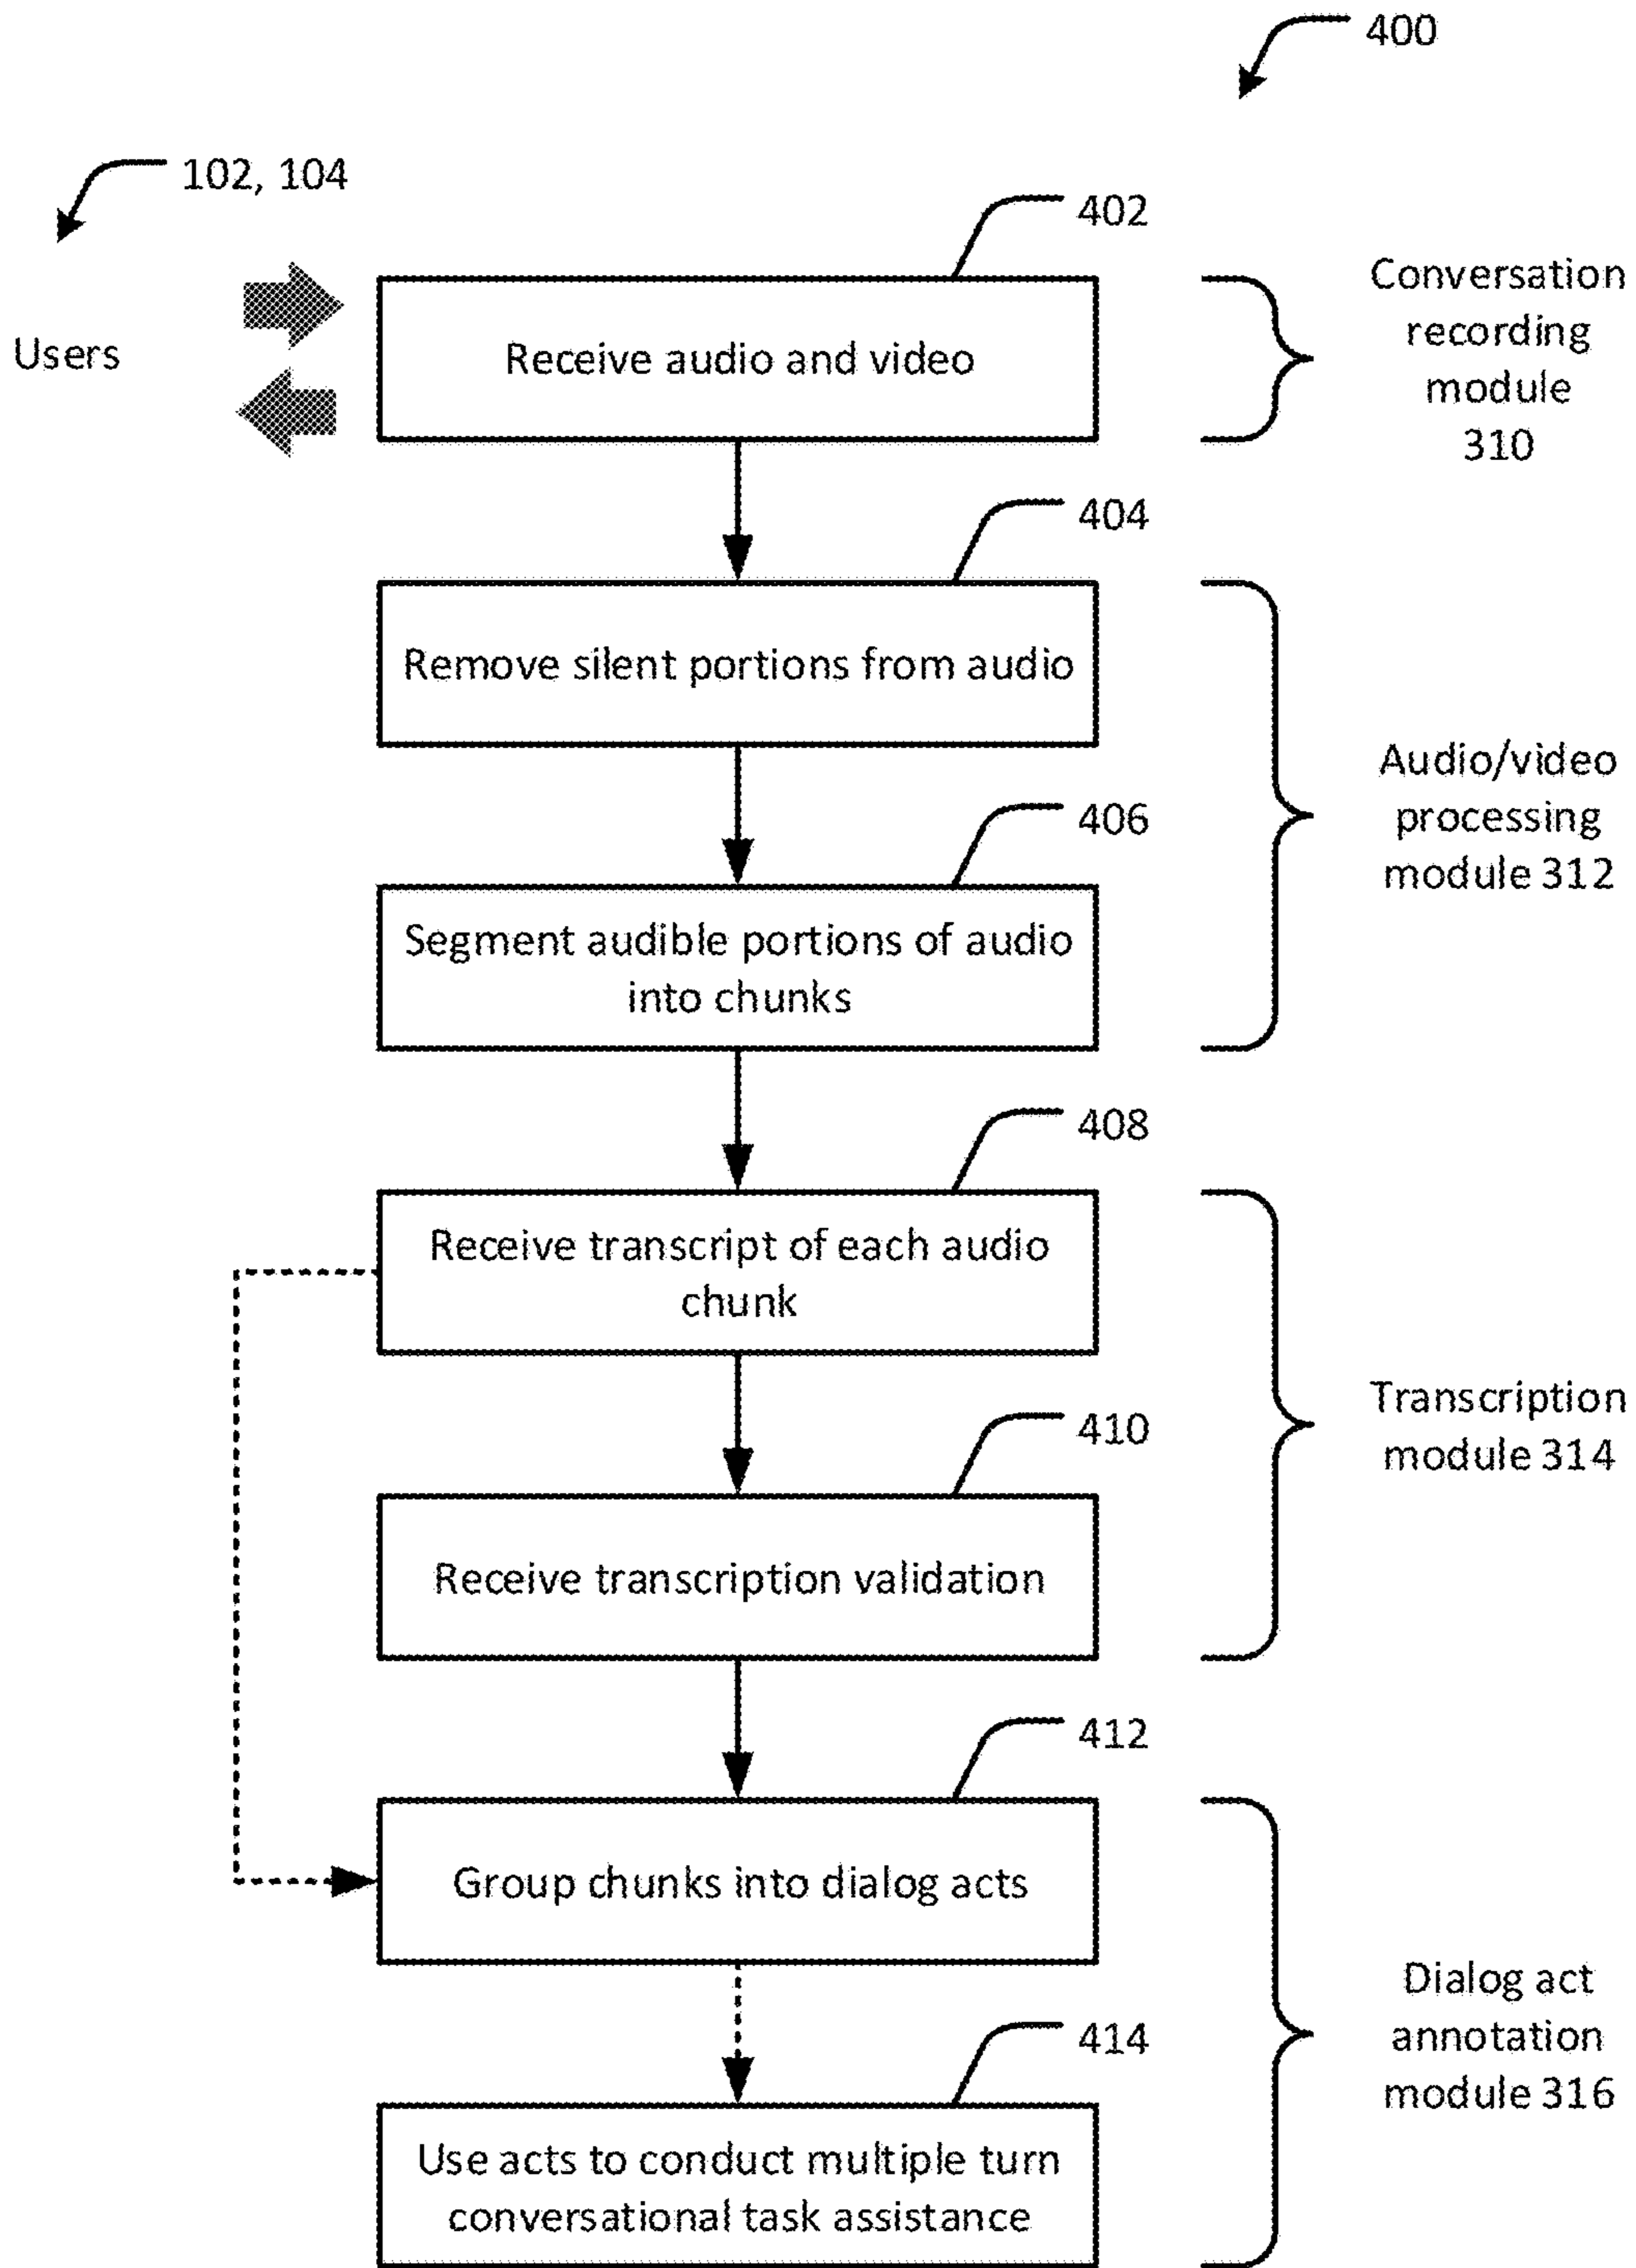 400
102, 104
402
Users
Receive audio and video
Conversation
recording
module
310
404
Remove silent portions from audio
406
Segment audible portions of audio
into chunks
Audio/video
processing
module 312
408
Receive transcript of each audio
chunk
410
Receive transcription validation
Transcription
module 314
412
Group chunks into dialog acts
414
Use acts to conduct multiple turn
conversational task assistance
Dialog act
annotation
module 316